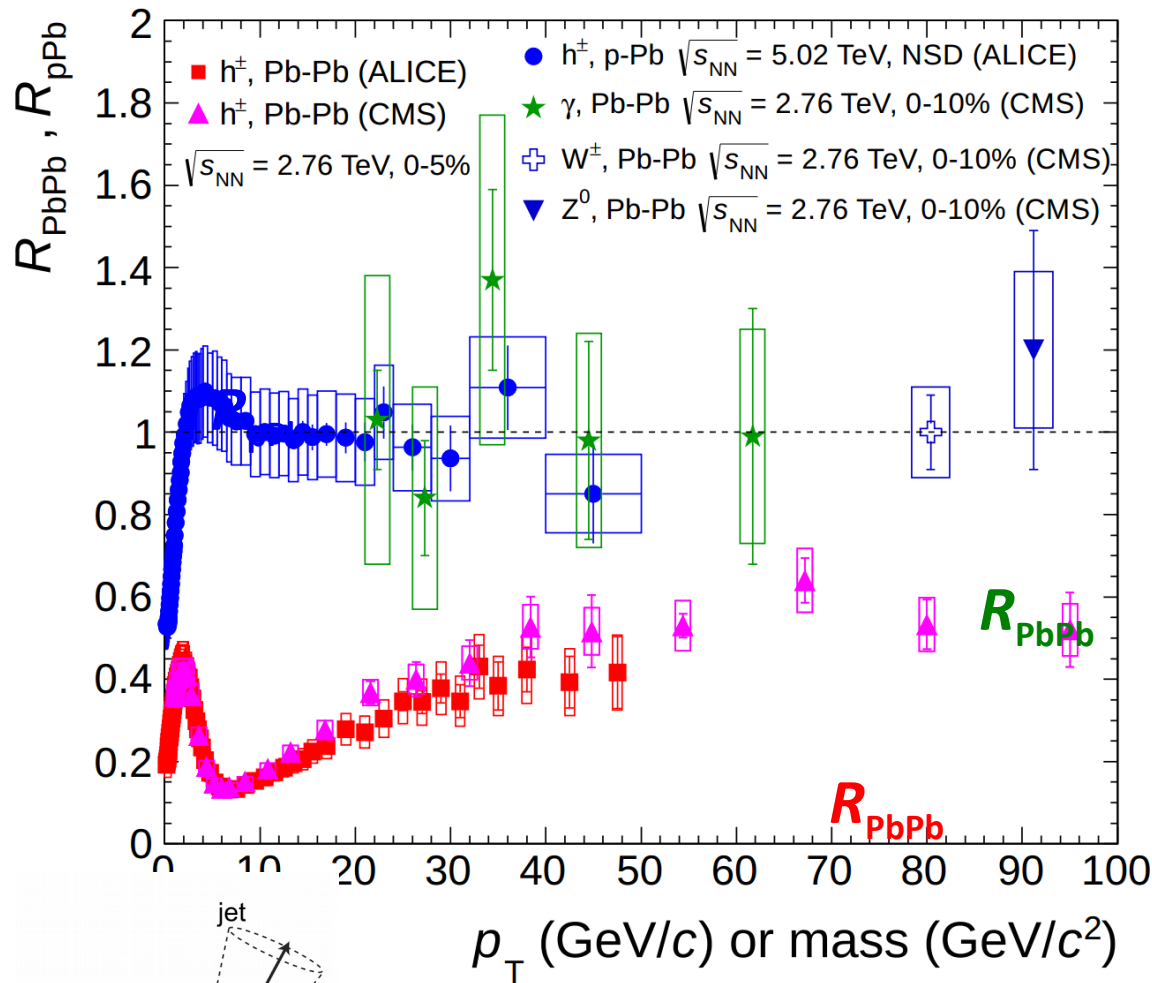 2
1.8
1.6
1.4
1.2
1
0.8
0.6
0.4
0.2
0
R_PbPb , R_pPb
h±, Pb-Pb (ALICE)
h±, Pb-Pb (CMS)
√s_NN = 2.76 TeV, 0-5%
h±, p-Pb √s_NN = 5.02 TeV, NSD (ALICE)
γ, Pb-Pb √s_NN = 2.76 TeV, 0-10% (CMS)
W±, Pb-Pb √s_NN = 2.76 TeV, 0-10% (CMS)
Z⁰, Pb-Pb √s_NN = 2.76 TeV, 0-10% (CMS)
R_PbPb
R_PbPb
0 10 20 30 40 50 60 70 80 90 100
p_T (GeV/c) or mass (GeV/c²)
jet